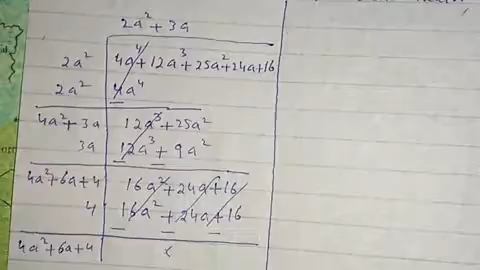 2a² + 3a
2a² 4a⁴+12a³+25a²+24a+16
2a² 4a⁴
4a²+3a 12a³+25a²
3a 12a³+9a²
4a²+6a+4 16a²+24a+16
4 16a²+24a+16
4a²+6a+4 x